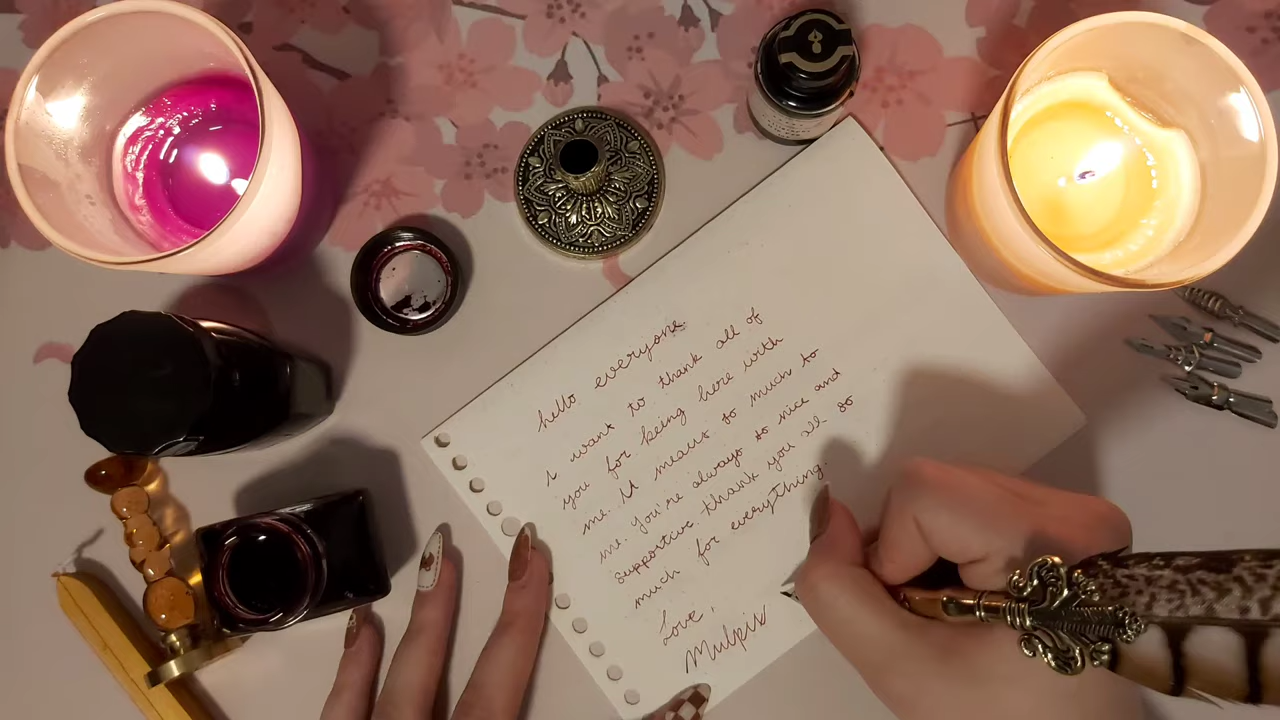 hello everyone
i want to thank all of
you for being here with
me. It means so much to
me. You're always so nice and
supportive. thank you all so
much for everything.
Love,
Mulpix